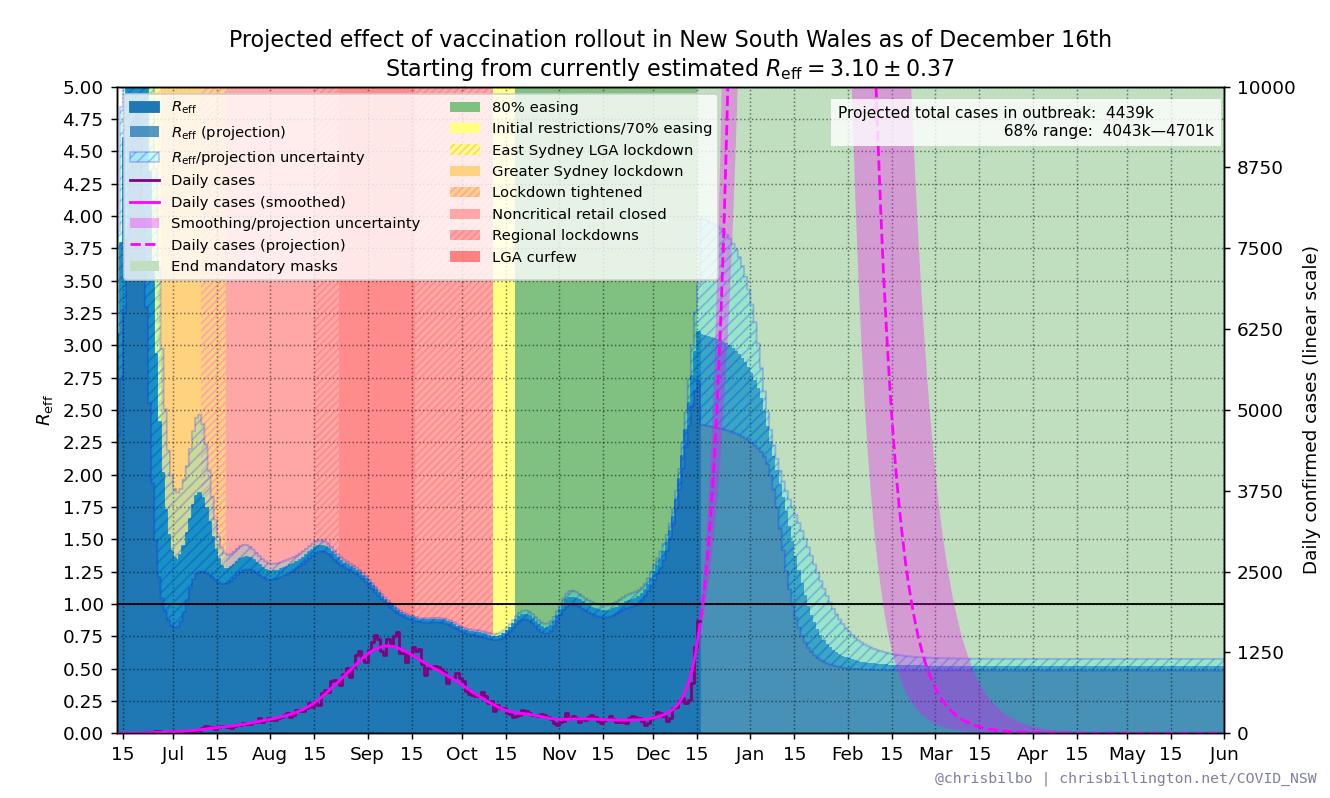 Projected effect of vaccination rollout in New South Wales as of December 16th
Starting from currently estimated Reff = 3.10 ± 0.37
Reff
Reff (projection)
Reff/projection uncertainty
Daily cases
Daily cases (smoothed)
Smoothing/projection uncertainty
Daily cases (projection)
End mandatory masks
80% easing
Initial restrictions/70% easing
East Sydney LGA lockdown
Greater Sydney lockdown
Lockdown tightened
Noncritical retail closed
Regional lockdowns
LGA curfew
Projected total cases in outbreak: 4439k
68% range: 4043k—4701k
Reff
5.00
4.75
4.50
4.25
4.00
3.75
3.50
3.25
3.00
2.75
2.50
2.25
2.00
1.75
1.50
1.25
1.00
0.75
0.50
0.25
0.00
10000
8750
7500
6250
5000
3750
2500
1250
0
Daily confirmed cases (linear scale)
15 Jul 15 Aug 15 Sep 15 Oct 15 Nov 15 Dec 15 Jan 15 Feb 15 Mar 15 Apr 15 May 15 Jun
@chrisbilbo | chrisbillington.net/COVID_NSW